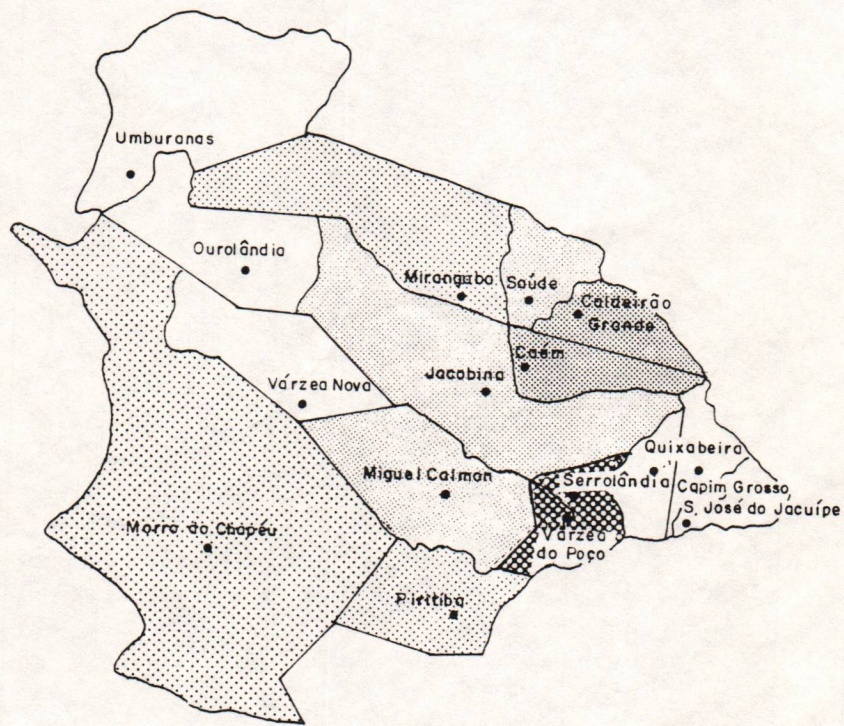 Umburanas
Ourolândia
Mirangaba
Saúde
Caldeirão
Grande
Caém
Jacobina
Várzea Nova
Quixabeira
Miguel Calmon
Serrolândia
Capim Grosso
S. José do Jacuípe
Morro do Chapéu
Várzea
do Poço
Piritiba